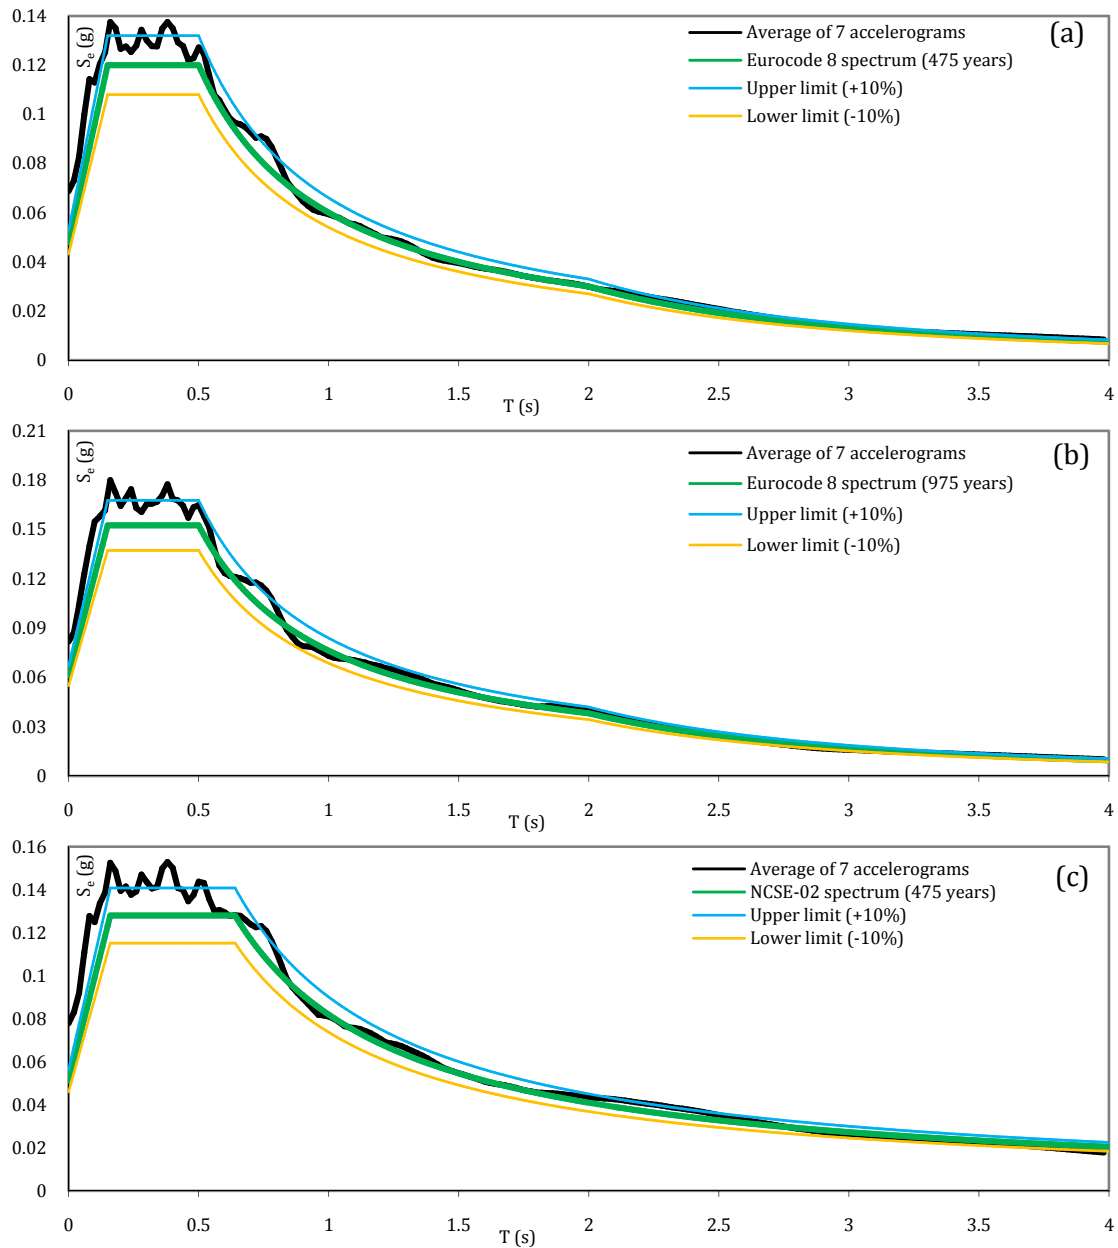 0.14
0.12
0.1
0.08
0.06
0.04
0.02
0
Se (g)
(a)
Average of 7 accelerograms
Eurocode 8 spectrum (475 years)
Upper limit (+10%)
Lower limit (-10%)
0 0.5 1 1.5 2 2.5 3 3.5 4
T (s)
0.21
0.18
0.15
0.12
0.09
0.06
0.03
0
Se (g)
(b)
Average of 7 accelerograms
Eurocode 8 spectrum (975 years)
Upper limit (+10%)
Lower limit (-10%)
0 0.5 1 1.5 2 2.5 3 3.5 4
T (s)
0.16
0.14
0.12
0.1
0.08
0.06
0.04
0.02
0
Se (g)
(c)
Average of 7 accelerograms
NCSE-02 spectrum (475 years)
Upper limit (+10%)
Lower limit (-10%)
0 0.5 1 1.5 2 2.5 3 3.5 4
T (s)